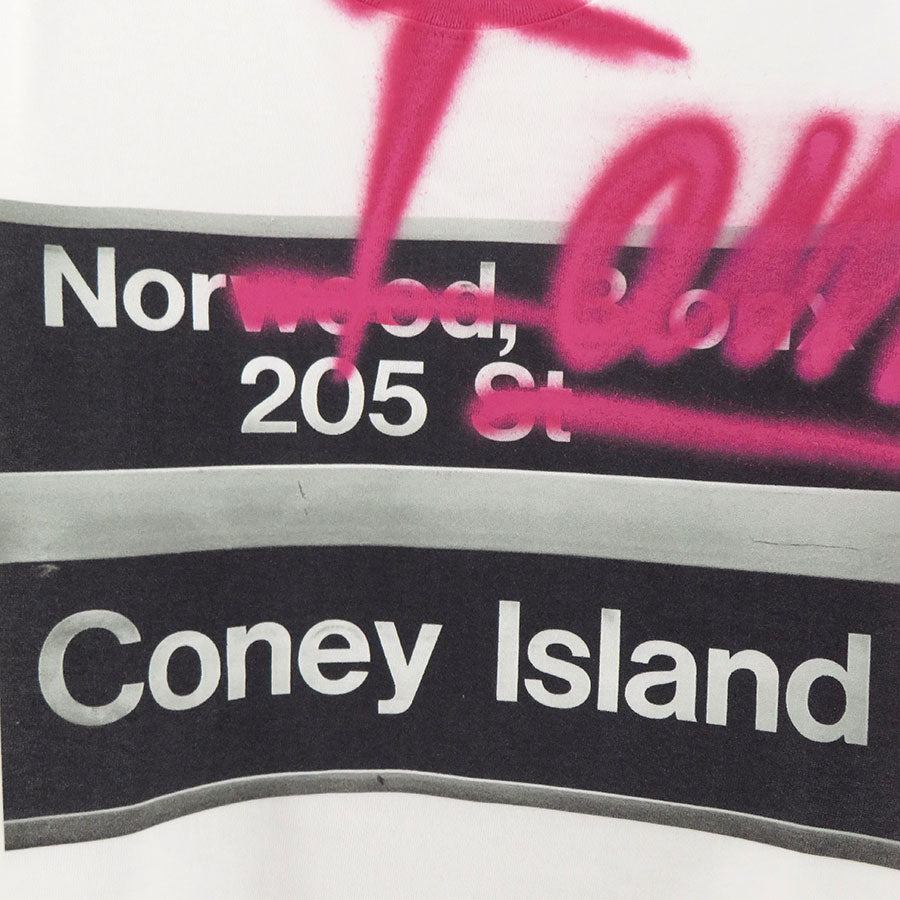 Norwood, Bronx
205 St
Coney Island